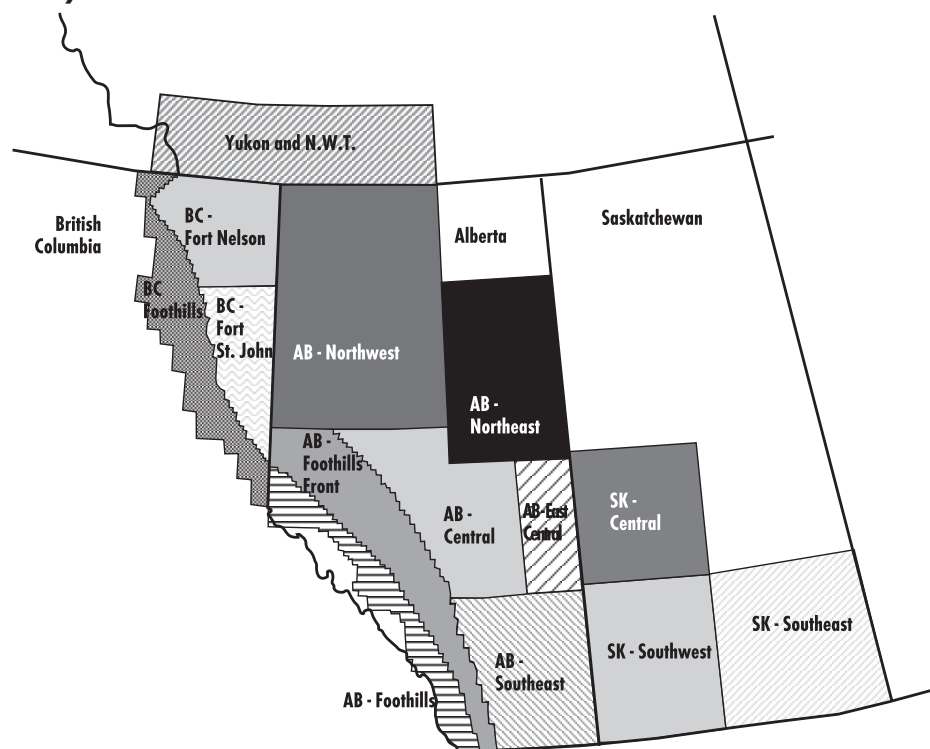 Yukon and N.W.T.
British
Columbia
BC -
Fort Nelson
Alberta
Saskatchewan
BC
Foothills
BC -
Fort
St. John
AB - Northwest
AB -
Northeast
AB -
Foothills
Front
AB -
Central
AB-East
Central
SK -
Central
AB - Foothills
AB -
Southeast
SK - Southwest
SK - Southeast